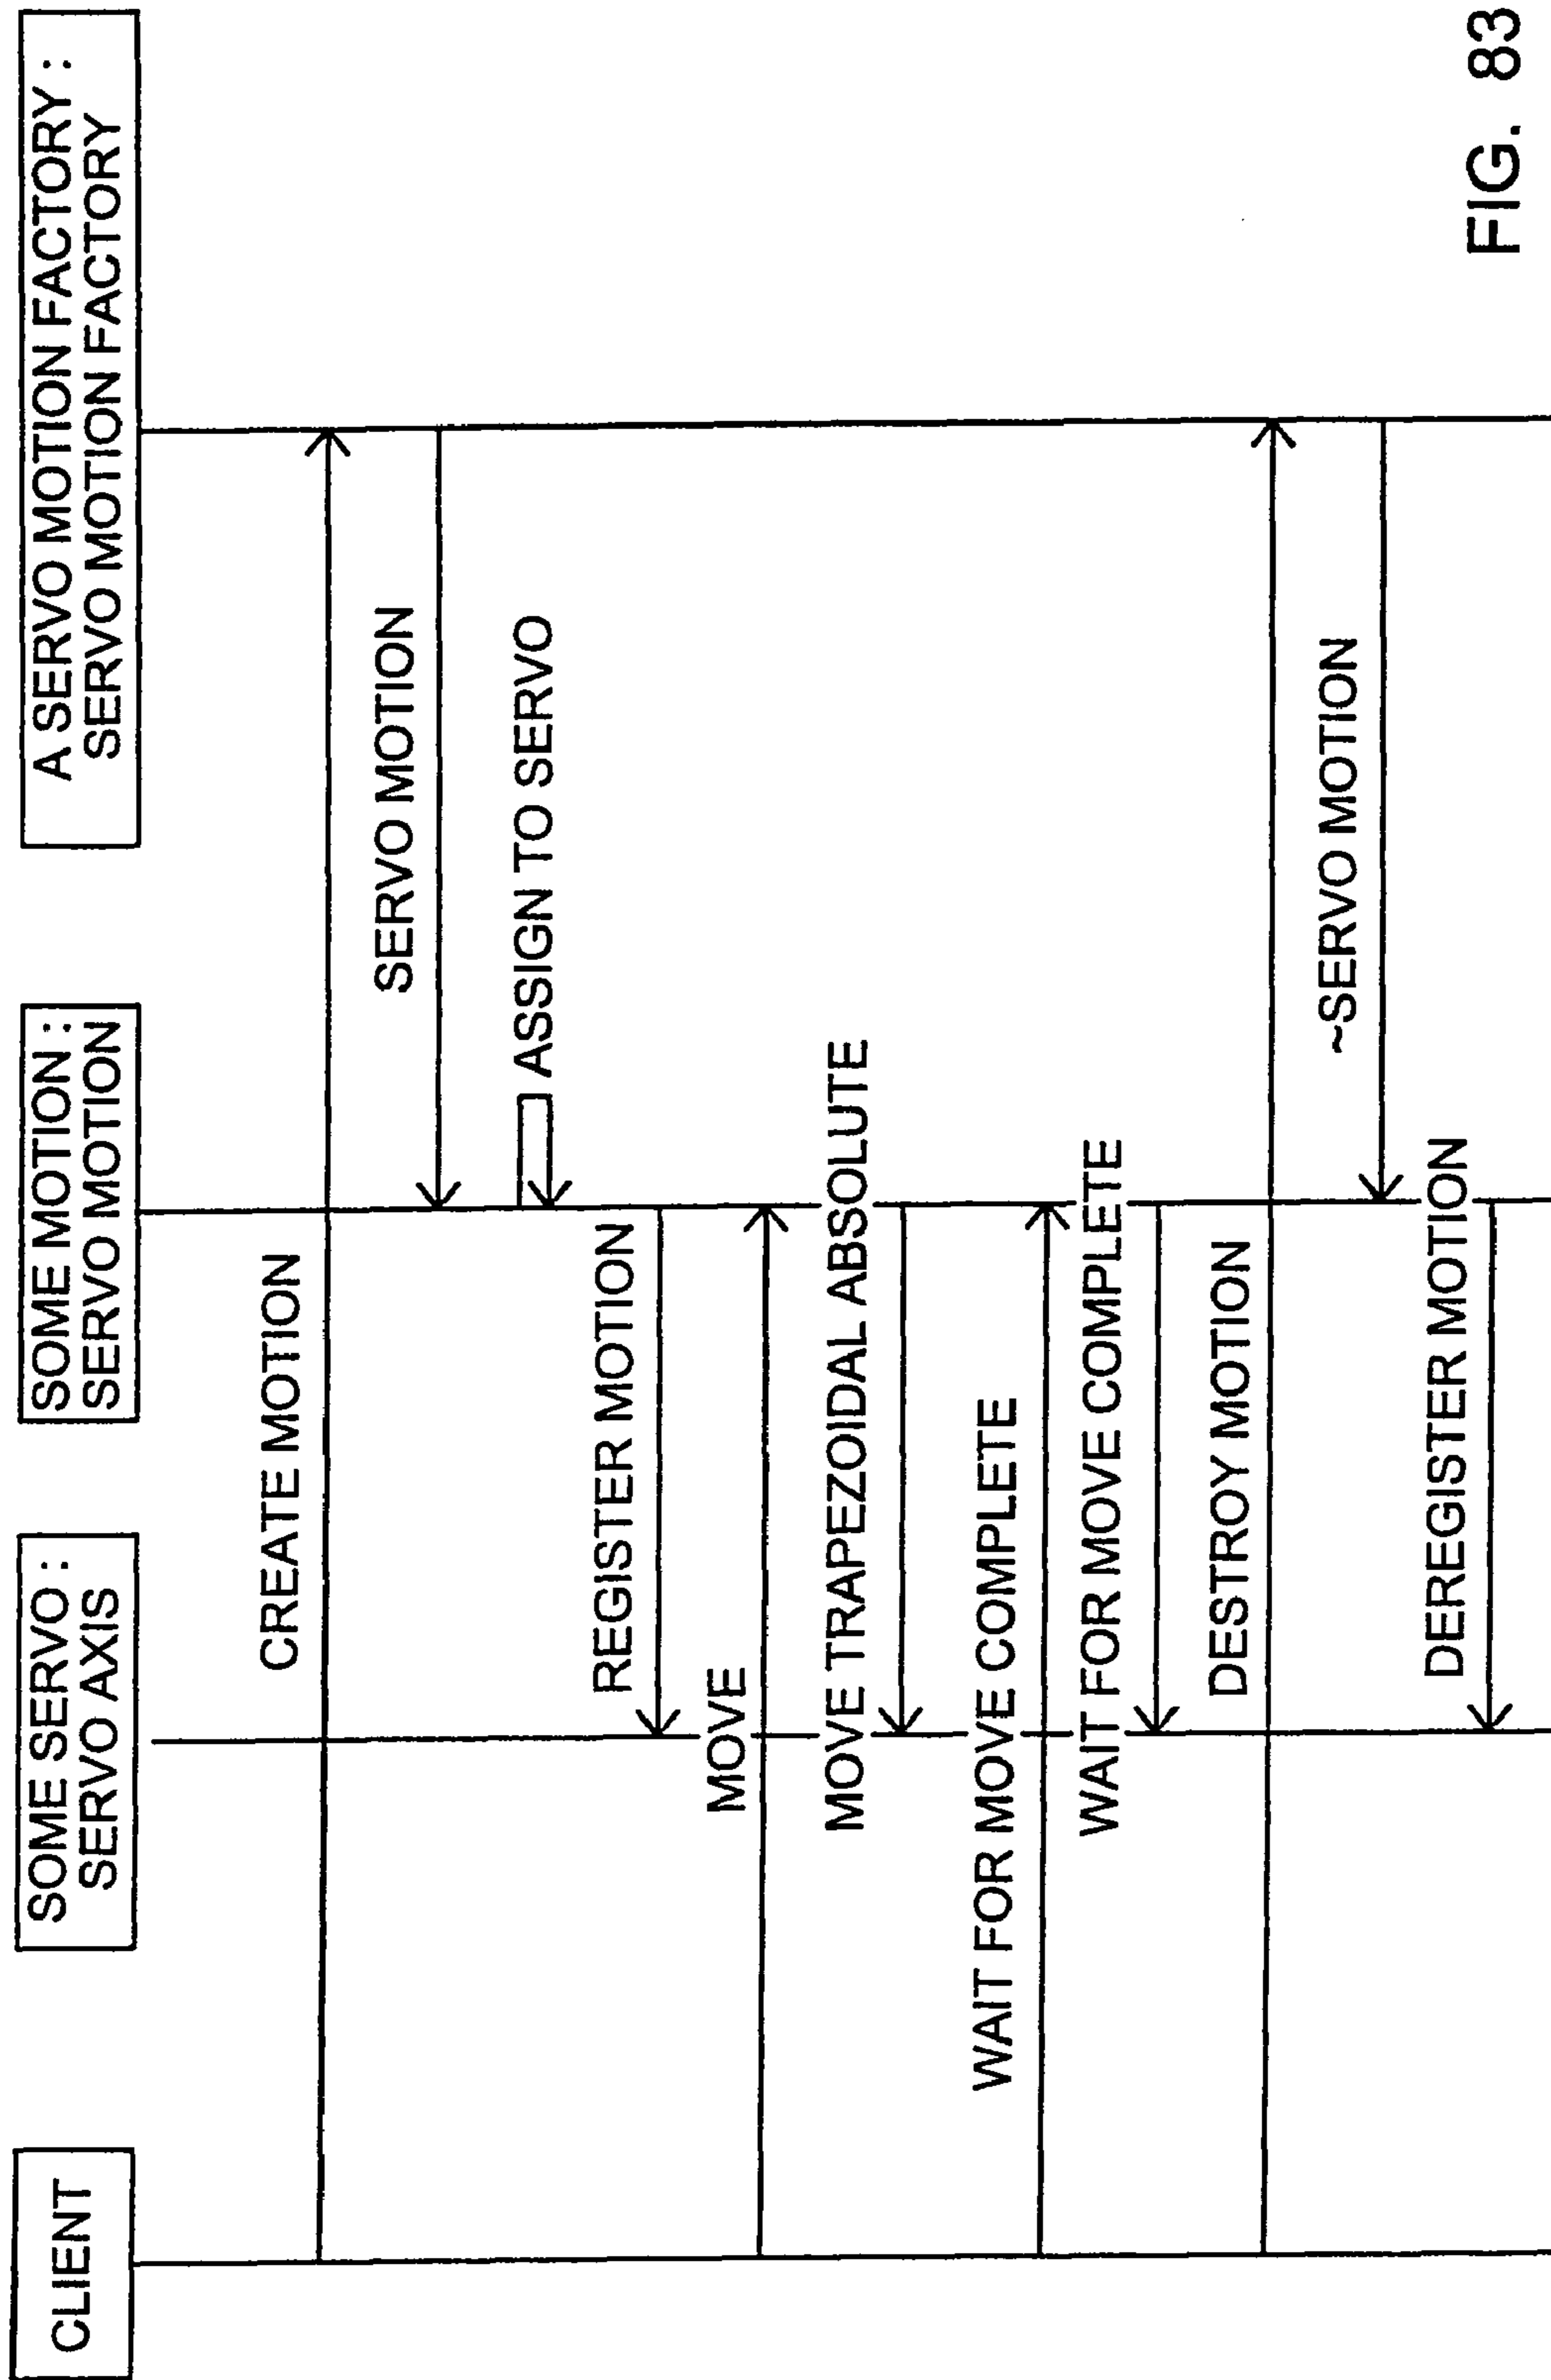 CLIENT
SOME SERVO :
SERVO AXIS
SOME MOTION :
SERVO MOTION
A SERVO MOTION FACTORY :
SERVO MOTION FACTORY
CREATE MOTION
SERVO MOTION
ASSIGN TO SERVO
REGISTER MOTION
MOVE
MOVE TRAPEZOIDAL ABSOLUTE
WAIT FOR MOVE COMPLETE
WAIT FOR MOVE COMPLETE
DESTROY MOTION
~SERVO MOTION
DEREGISTER MOTION
FIG. 83